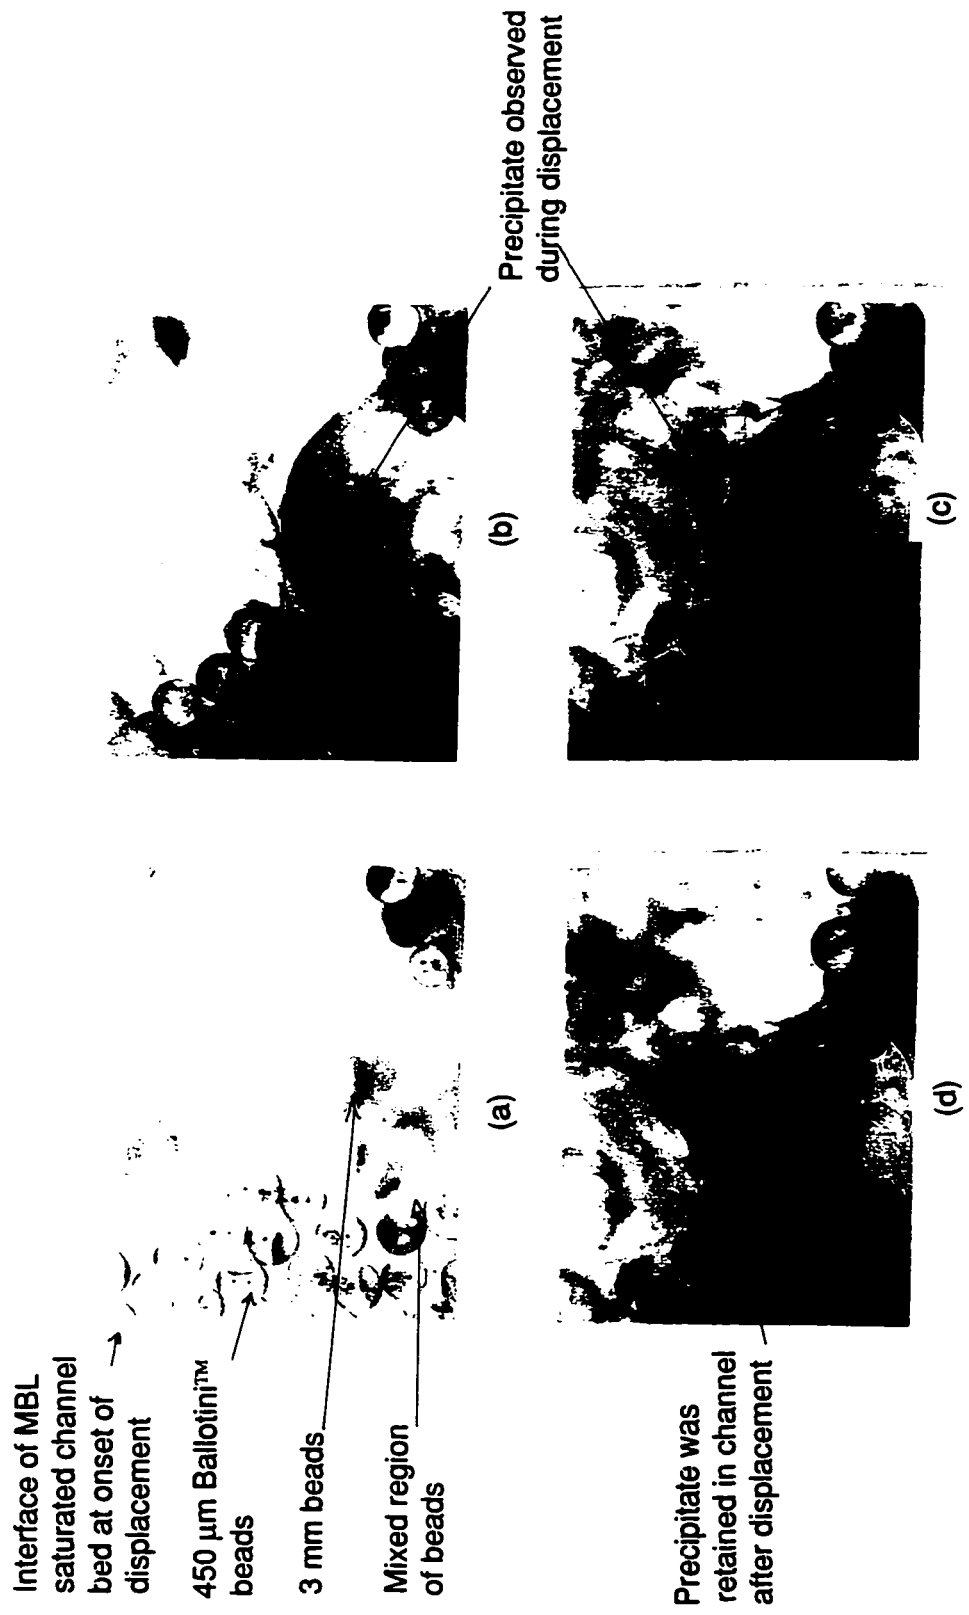 Interface of MBL
saturated channel
bed at onset of
displacement
450 µm Ballotini™
beads
3 mm beads
Mixed region
of beads
(a)
(b)
Precipitate observed
during displacement
Precipitate was
retained in channel
after displacement
(d)
(c)